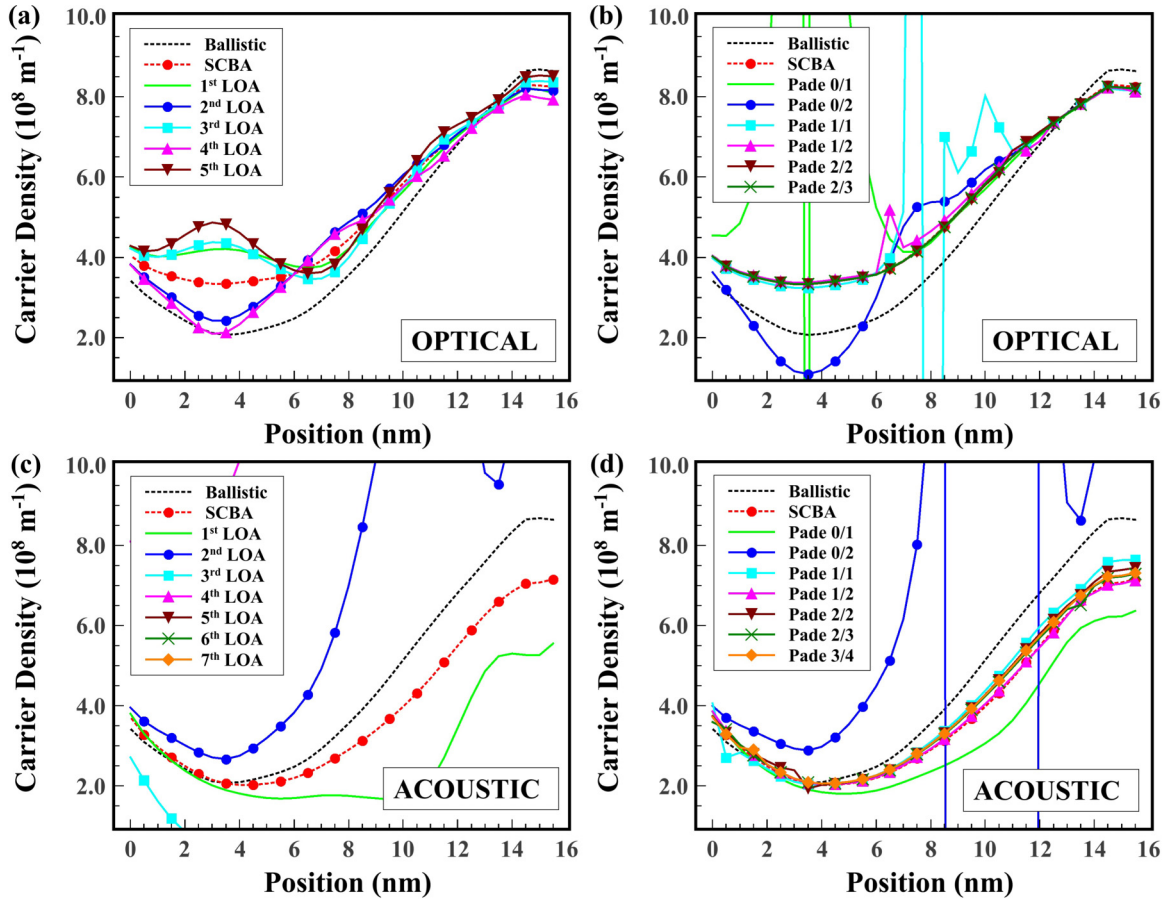 (a)
10.0
8.0
6.0
4.0
2.0
Carrier Density (10⁸ m⁻¹)
Ballistic
SCBA
1ˢᵗ LOA
2ⁿᵈ LOA
3ʳᵈ LOA
4ᵗʰ LOA
5ᵗʰ LOA
OPTICAL
0 2 4 6 8 10 12 14 16
Position (nm)
(b)
10.0
8.0
6.0
4.0
2.0
Carrier Density (10⁸ m⁻¹)
Ballistic
SCBA
Pade 0/1
Pade 0/2
Pade 1/1
Pade 1/2
Pade 2/2
Pade 2/3
OPTICAL
0 2 4 6 8 10 12 14 16
Position (nm)
(c)
10.0
8.0
6.0
4.0
2.0
Carrier Density (10⁸ m⁻¹)
Ballistic
SCBA
1ˢᵗ LOA
2ⁿᵈ LOA
3ʳᵈ LOA
4ᵗʰ LOA
5ᵗʰ LOA
6ᵗʰ LOA
7ᵗʰ LOA
ACOUSTIC
0 2 4 6 8 10 12 14 16
Position (nm)
(d)
10.0
8.0
6.0
4.0
2.0
Carrier Density (10⁸ m⁻¹)
Ballistic
SCBA
Pade 0/1
Pade 0/2
Pade 1/1
Pade 1/2
Pade 2/2
Pade 2/3
Pade 3/4
ACOUSTIC
0 2 4 6 8 10 12 14 16
Position (nm)